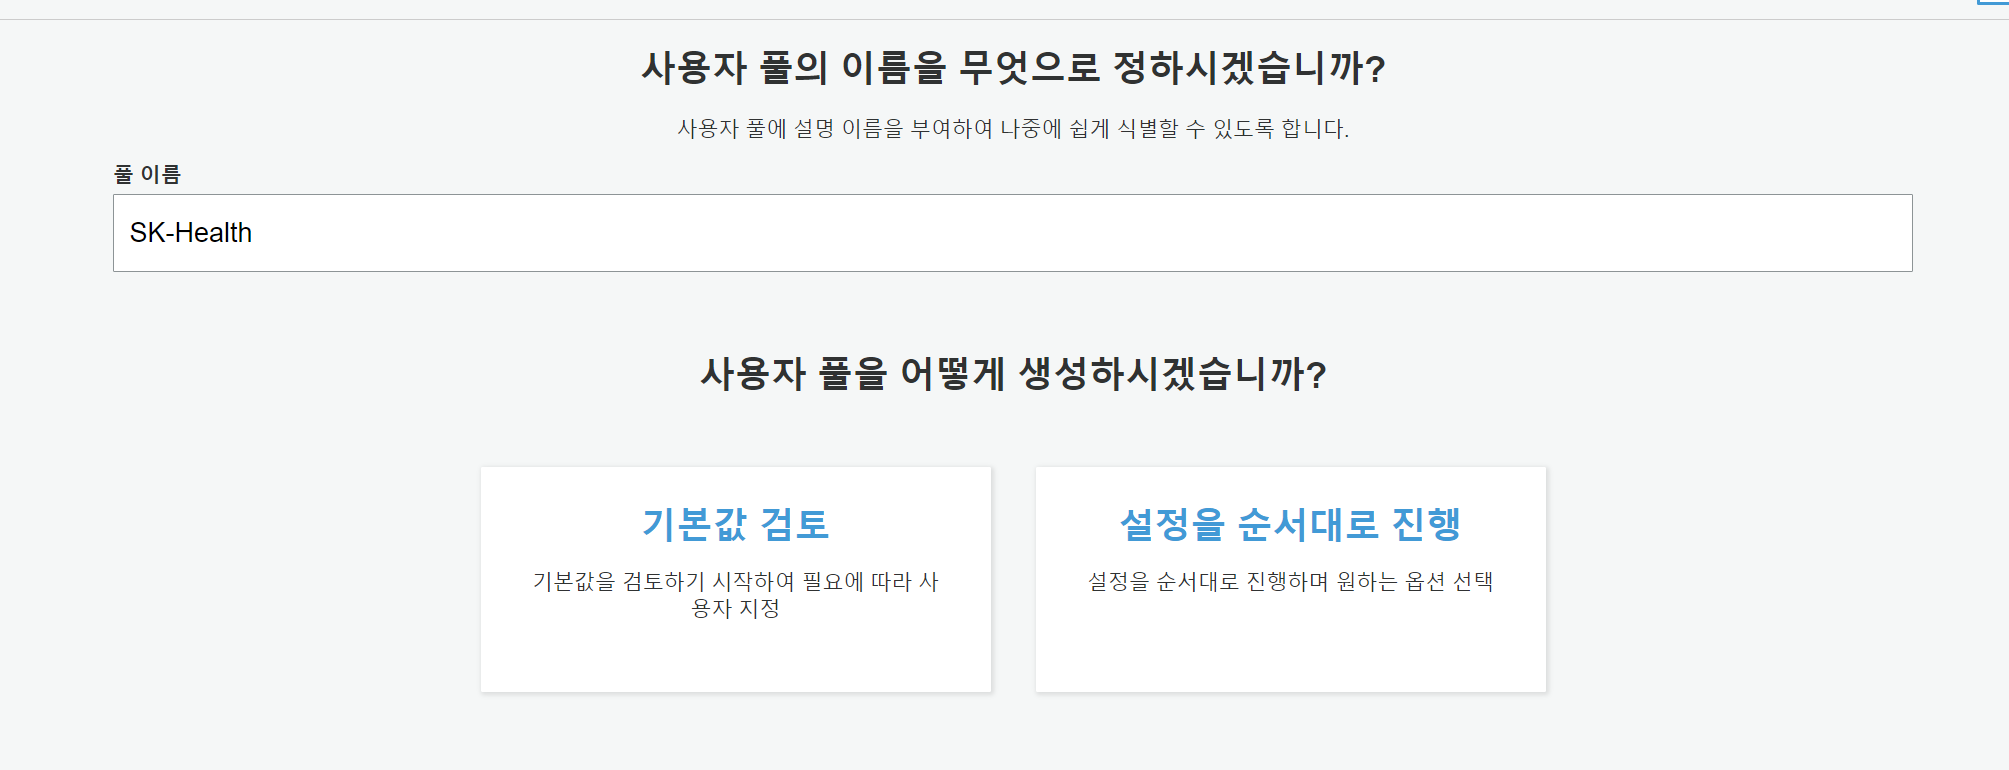 사용자 풀의 이름을 무엇으로 정하시겠습니까?
사용자 풀에 설명 이름을 부여하여 나중에 쉽게 식별할 수 있도록 합니다.
풀 이름
SK-Health
사용자 풀을 어떻게 생성하시겠습니까?
기본값 검토
기본값을 검토하기 시작하여 필요에 따라 사
용자 지정
설정을 순서대로 진행
설정을 순서대로 진행하며 원하는 옵션 선택